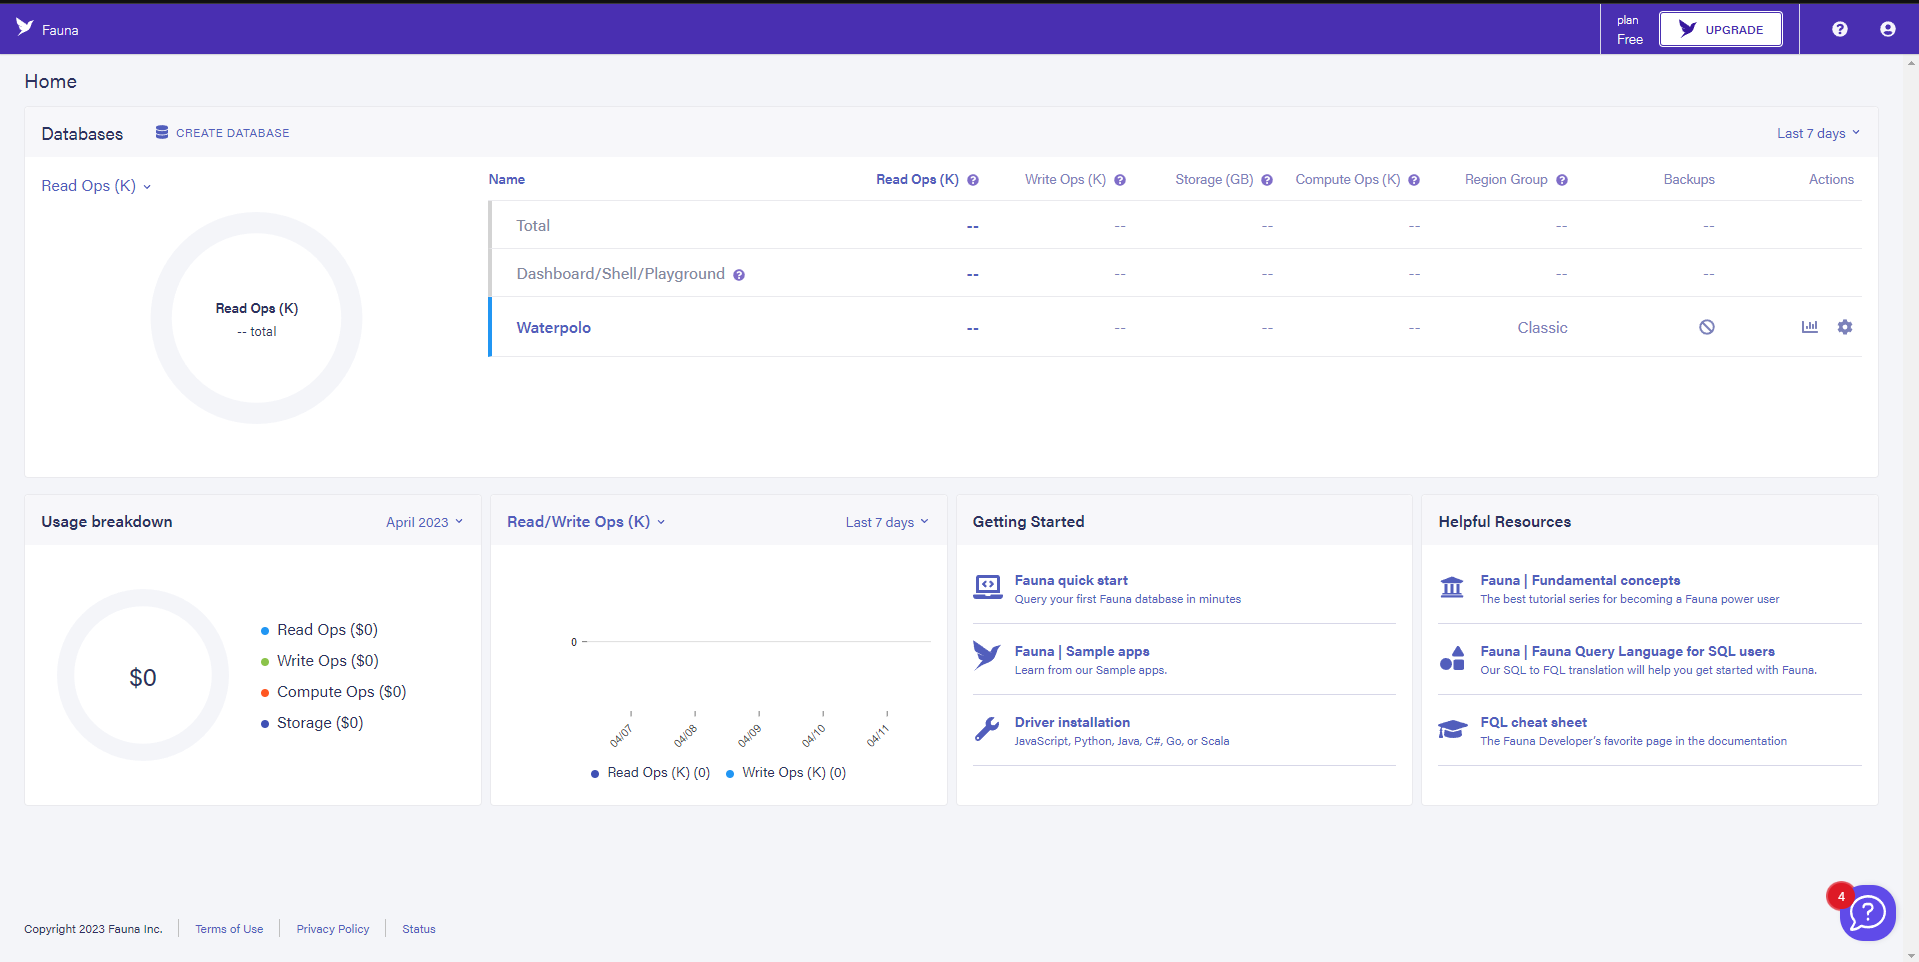 Fauna
plan
Free
UPGRADE
Home
Databases
CREATE DATABASE
Last 7 days
Read Ops (K)
Read Ops (K)
-- total
Name Read Ops (K) Write Ops (K) Storage (GB) Compute Ops (K) Region Group Backups Actions
Total -- -- -- -- -- --
Dashboard/Shell/Playground -- -- -- -- -- --
Waterpolo -- -- -- -- Classic
Usage breakdown
April 2023
$0
Read Ops ($0)
Write Ops ($0)
Compute Ops ($0)
Storage ($0)
Read/Write Ops (K)
Last 7 days
0
04/07 04/08 04/09 04/10 04/11
Read Ops (K) (0) Write Ops (K) (0)
Getting Started
Fauna quick start
Query your first Fauna database in minutes
Fauna | Sample apps
Learn from our Sample apps.
Driver installation
JavaScript, Python, Java, C#, Go, or Scala
Helpful Resources
Fauna | Fundamental concepts
The best tutorial series for becoming a Fauna power user
Fauna | Fauna Query Language for SQL users
Our SQL to FQL translation will help you get started with Fauna.
FQL cheat sheet
The Fauna Developer's favorite page in the documentation
4
Copyright 2023 Fauna Inc. Terms of Use Privacy Policy Status